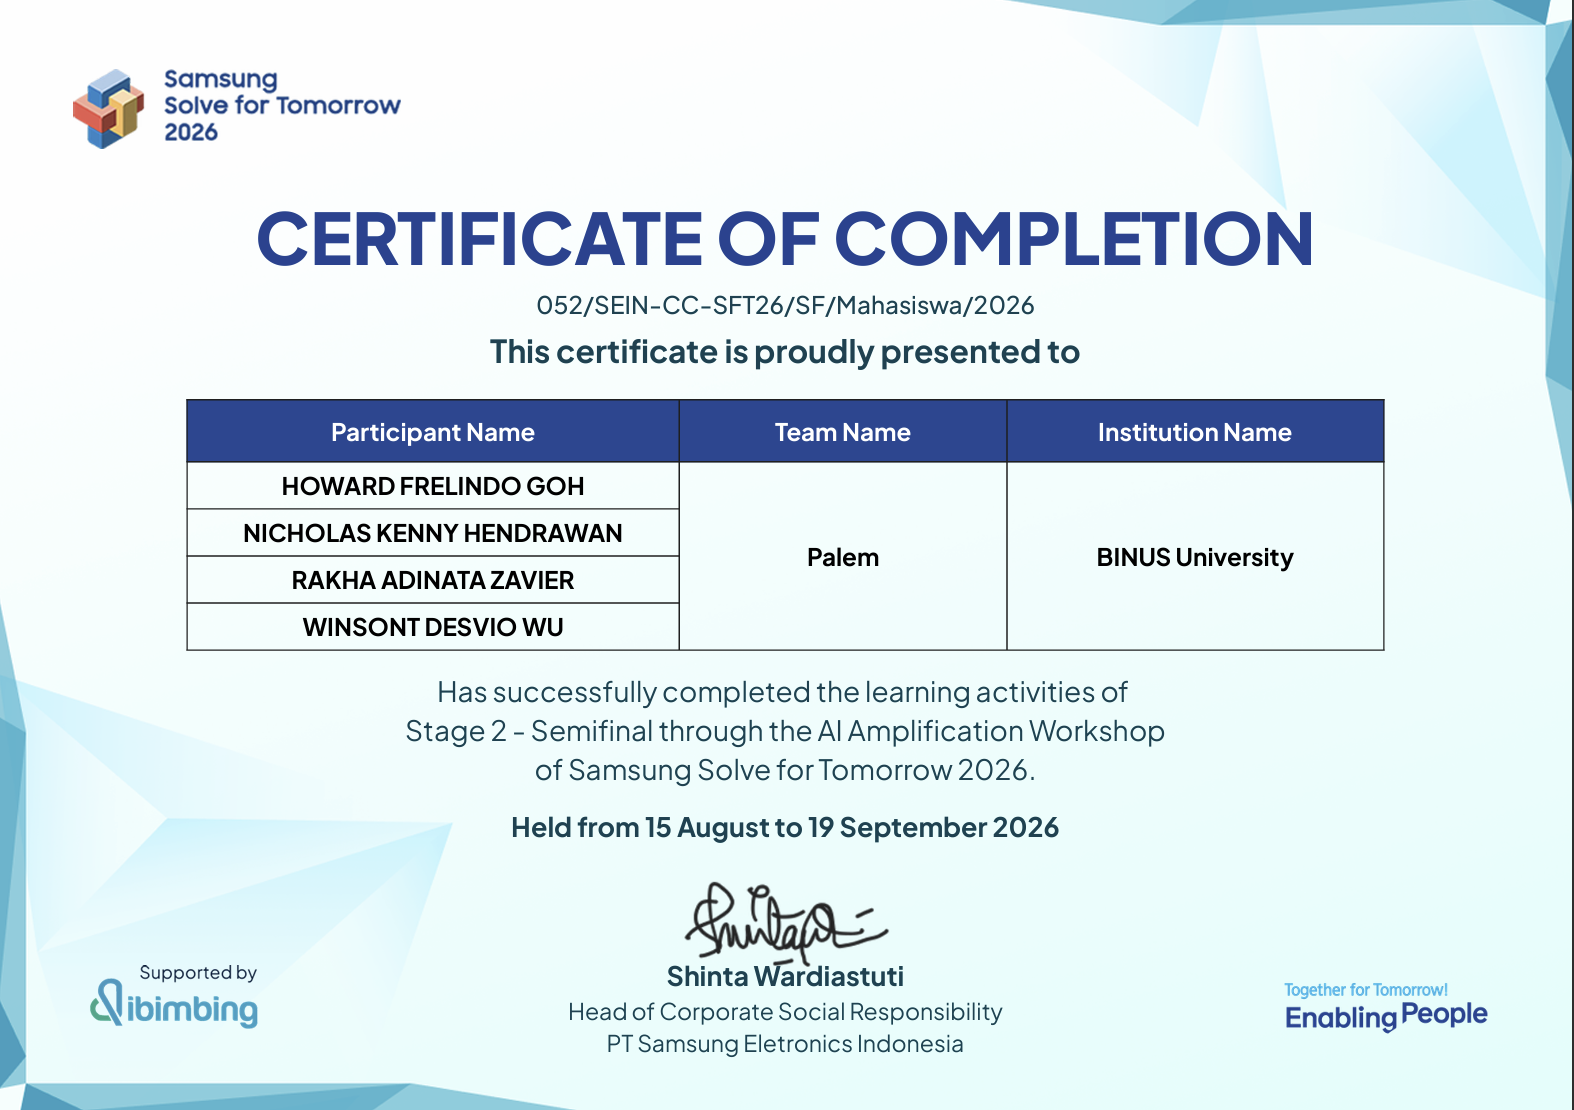 Samsung
Solve for Tomorrow
2026
CERTIFICATE OF COMPLETION
052/SEIN-CC-SFT26/SF/Mahasiswa/2026
This certificate is proudly presented to
Participant Name Team Name Institution Name
HOWARD FRELINDO GOH
NICHOLAS KENNY HENDRAWAN
RAKHA ADINATA ZAVIER
WINSONT DESVIO WU
Palem
BINUS University
Has successfully completed the learning activities of
Stage 2 - Semifinal through the AI Amplification Workshop
of Samsung Solve for Tomorrow 2026.
Held from 15 August to 19 September 2026
Shinta Wardiastuti
Head of Corporate Social Responsibility
PT Samsung Eletronics Indonesia
Supported by
dibimbing
Together for Tomorrow!
Enabling People